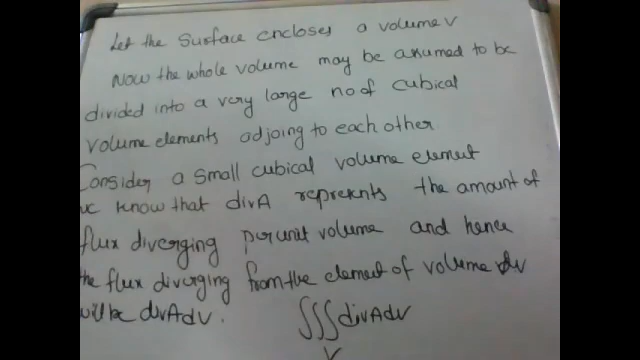 Let the Surface encloses a volume v
Now the whole volume may be assumed to be
divided into a very large no of cubical
volume elements adjoing to each other
Consider a small cubical volume element
we know that divA represents the amount of
flux diverging per unit volume and hence
the flux diverging from the element of volume dv
will be divAdv.
∭divAdv
V